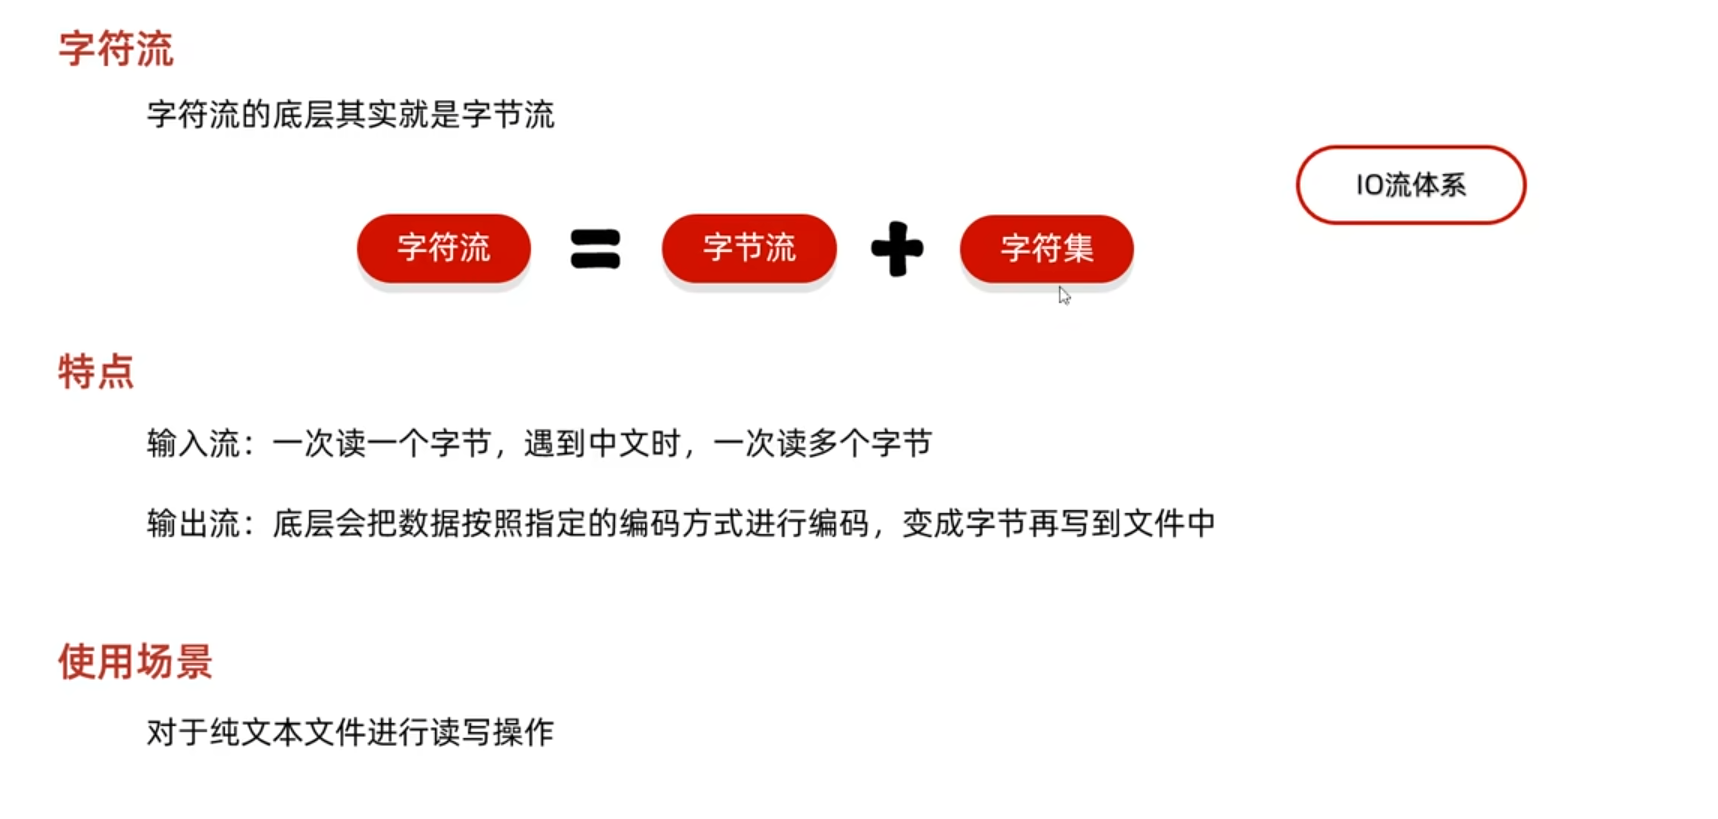 字符流
字符流的底层其实就是字节流
IO流体系
字符流 = 字节流 + 字符集
特点
输入流：一次读一个字节，遇到中文时，一次读多个字节
输出流：底层会把数据按照指定的编码方式进行编码，变成字节再写到文件中
使用场景
对于纯文本文件进行读写操作